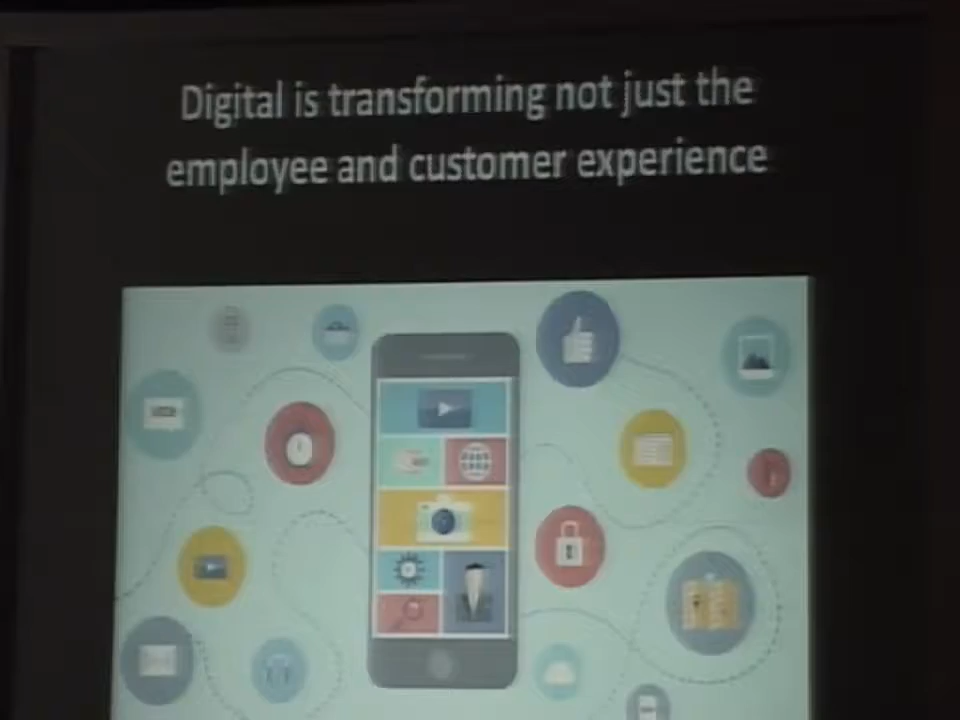 Digital is transforming not just the
employee and customer experience